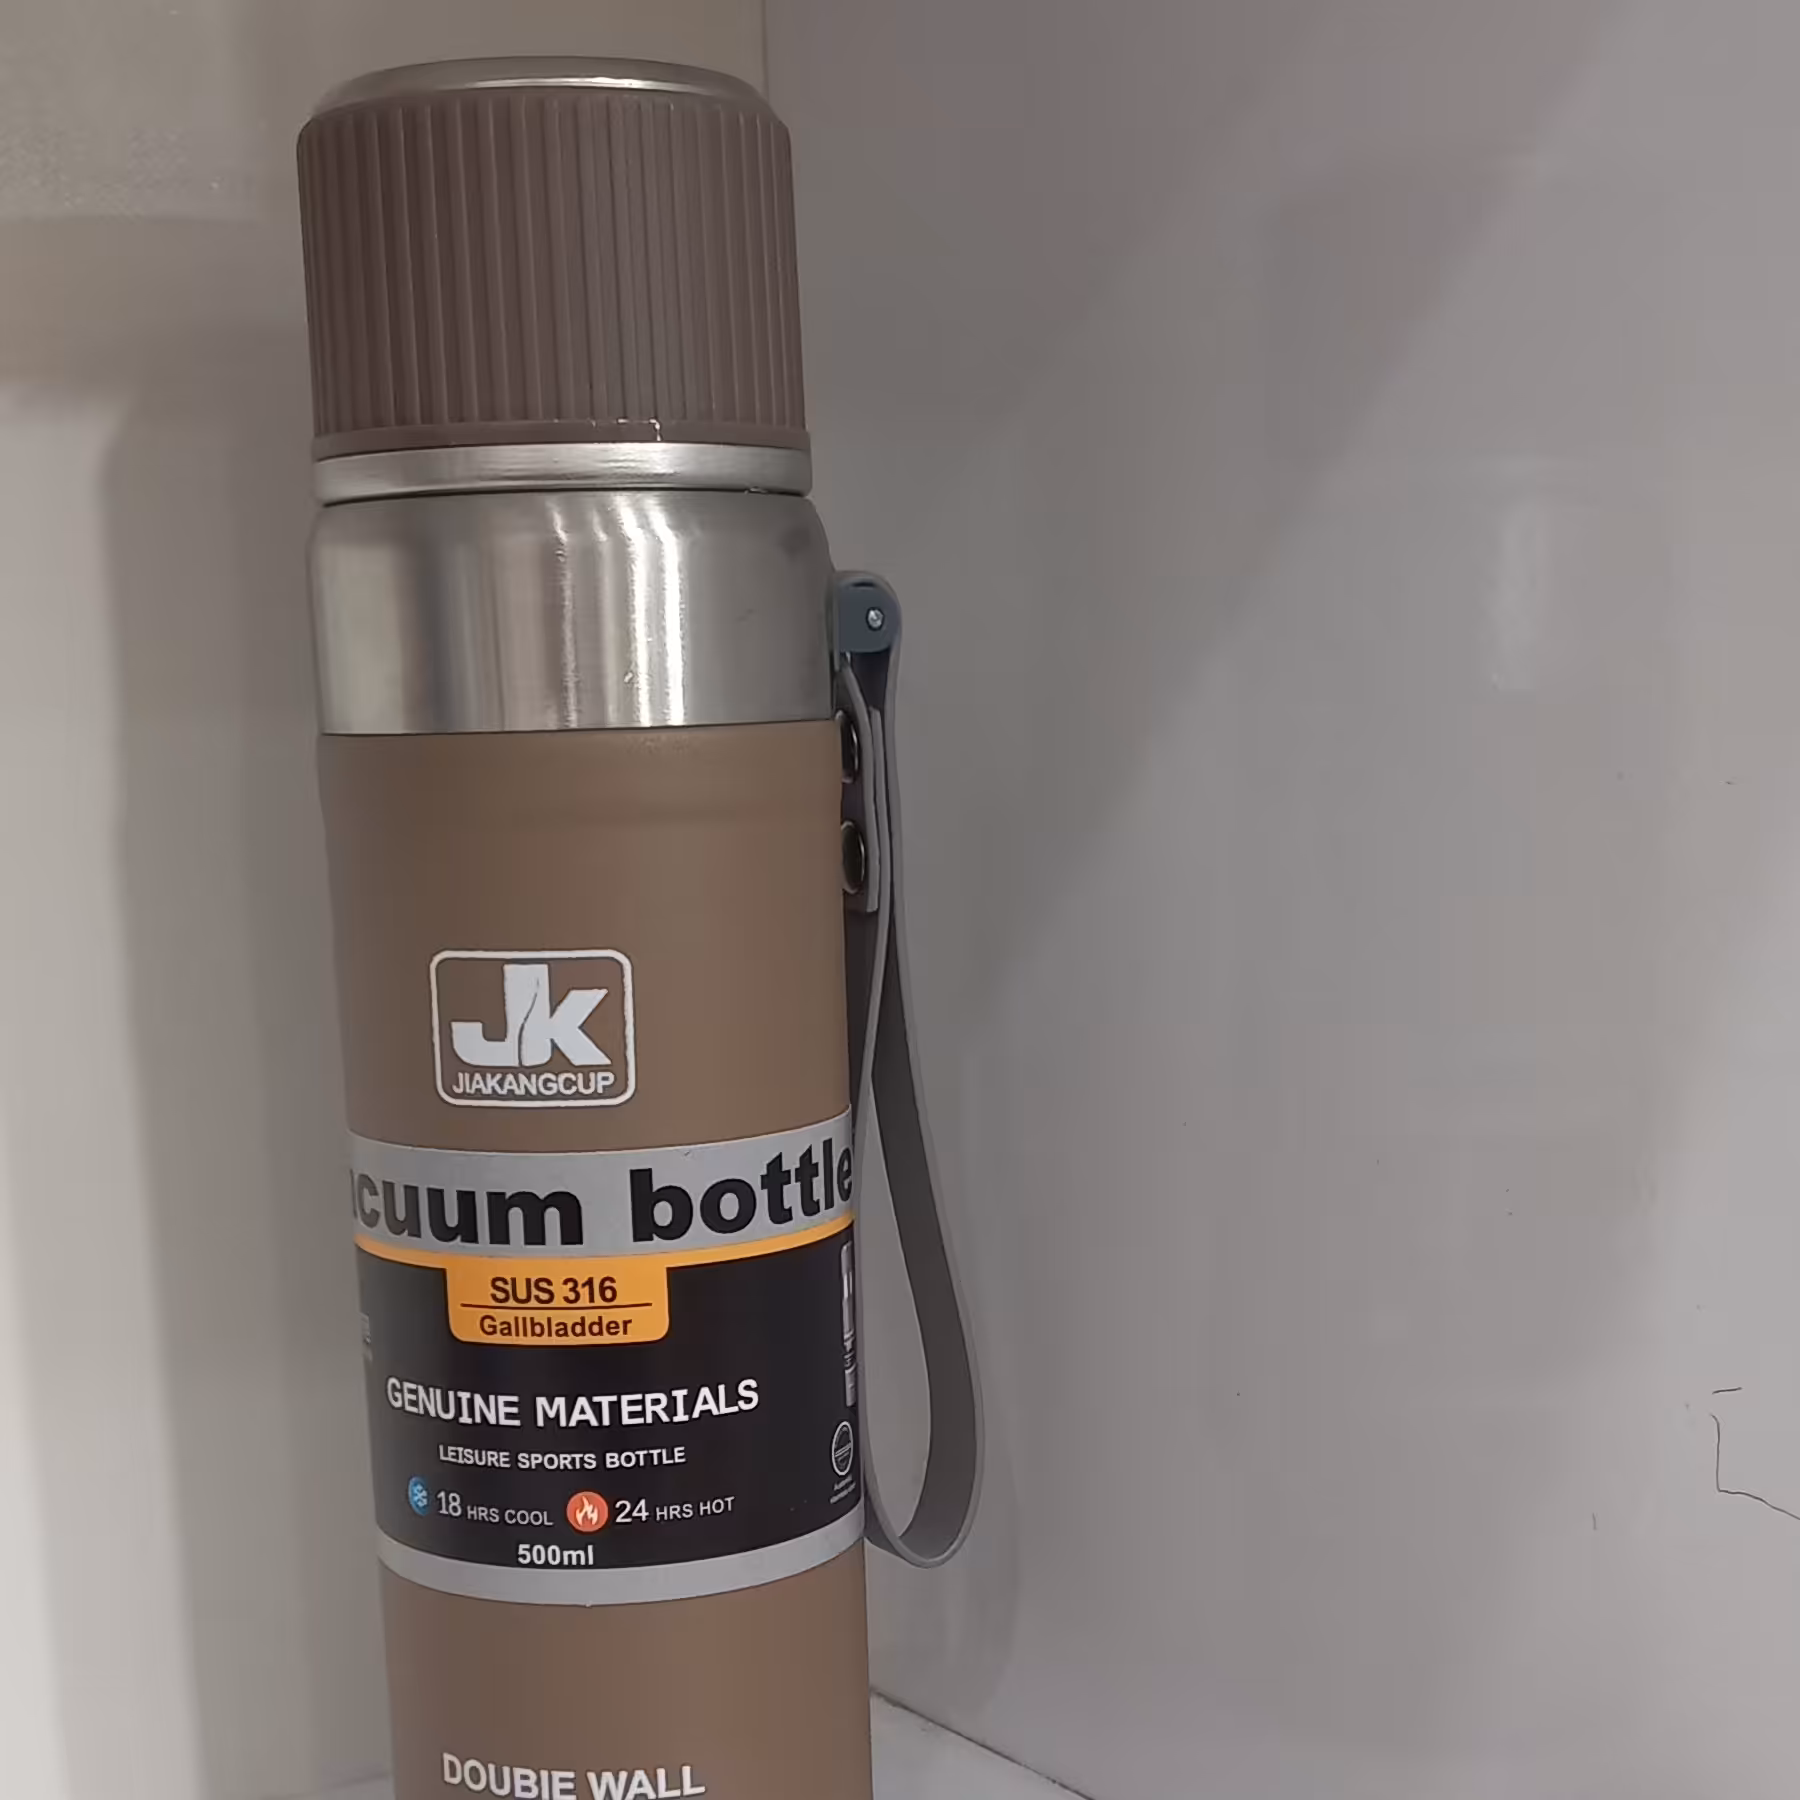 JK
JIAKANGCUP
cuum bottle
SUS 316
Gallbladder
GENUINE MATERIALS
LEISURE SPORTS BOTTLE
18 HRS COOL 24 HRS HOT
500ml
DOUBIE WALL